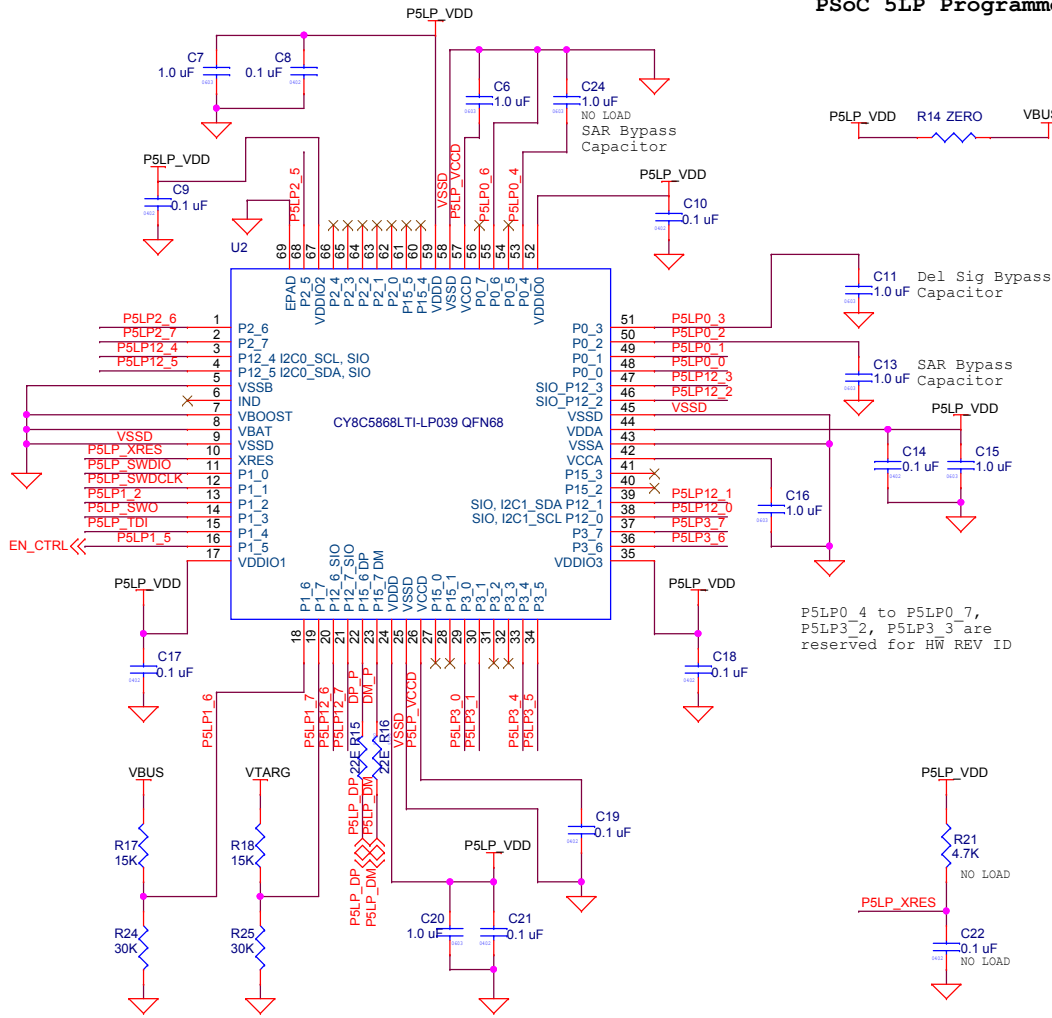 PSoC 5LP Programme
P5LP_VDD
C7
1.0 uF
C8
0.1 uF
C6
1.0 uF
C24
1.0 uF
NO LOAD
SAR Bypass
Capacitor
P5LP_VDD
R14 ZERO
VBUS
P5LP_VDD
C9
0.1 uF
P5LP2_5
VSSD
P5LP_VCCD
P5LP0_6
P5LP0_4
P5LP_VDD
C10
0.1 uF
U2
69
68
67
66
65
64
63
62
61
60
59
58
57
56
55
54
53
52
EPAD
P2_5
VDDIO2
P2_4
P2_3
P2_2
P2_1
P2_0
P15_5
P15_4
VDDD
VSSD
VCCD
P0_7
P0_6
P0_5
P0_4
VDDIO0
C11
1.0 uF
Del Sig Bypass
Capacitor
C13
1.0 uF
SAR Bypass
Capacitor
P5LP2_6 1 P2_6
P5LP2_7 2 P2_7
P5LP12_4 3 P12_4 I2C0_SCL, SIO
P5LP12_5 4 P12_5 I2C0_SDA, SIO
5 VSSB
6 IND
7 VBOOST
8 VBAT
VSSD 9 VSSD
P5LP_XRES 10 XRES
P5LP_SWDIO 11 P1_0
P5LP_SWDCLK 12 P1_1
P5LP1_2 13 P1_2
P5LP_SWO 14 P1_3
P5LP_TDI 15 P1_4
EN_CTRL P5LP1_5 16 P1_5
17 VDDIO1
CY8C5868LTI-LP039 QFN68
P0_3 51 P5LP0_3
P0_2 50 P5LP0_2
P0_1 49 P5LP0_1
P0_0 48 P5LP0_0
SIO_P12_3 47 P5LP12_3
SIO_P12_2 46 P5LP12_2
VSSD 45 VSSD
VDDA 44
VSSA 43
VCCA 42
P15_3 41
P15_2 40
SIO, I2C1_SDA P12_1 39 P5LP12_1
SIO, I2C1_SCL P12_0 38 P5LP12_0
P3_7 37 P5LP3_7
P3_6 36 P5LP3_6
VDDIO3 35
P5LP_VDD
C14
0.1 uF
C15
1.0 uF
C16
1.0 uF
P1_6
P1_7
P12_6_SIO
P12_7_SIO
P15_6 DP
P15_7 DM
VDDD
VSSD
VCCD
P15_0
P15_1
P3_0
P3_1
P3_2
P3_3
P3_4
P3_5
18
19
20
21
22
23
24
25
26
27
28
29
30
31
32
33
34
P5LP_VDD
C17
0.1 uF
P5LP_VDD
C18
0.1 uF
P5LP0_4 to P5LP0_7,
P5LP3_2, P5LP3_3 are
reserved for HW REV ID
P5LP1_6
P5LP1_7
P5LP12_6
P5LP12_7
DP_P
DM_P
VSSD
P5LP_VCCD
P5LP3_0
P5LP3_1
P5LP3_4
P5LP3_5
22E R15
22E R16
P5LP_DP
P5LP_DM
P5LP_DP
P5LP_DM
VBUS
R17
15K
R24
30K
VTARG
R18
15K
R25
30K
C19
0.1 uF
P5LP_VDD
C20
1.0 uF
C21
0.1 uF
P5LP_VDD
R21
4.7K
NO LOAD
P5LP_XRES
C22
0.1 uF
NO LOAD